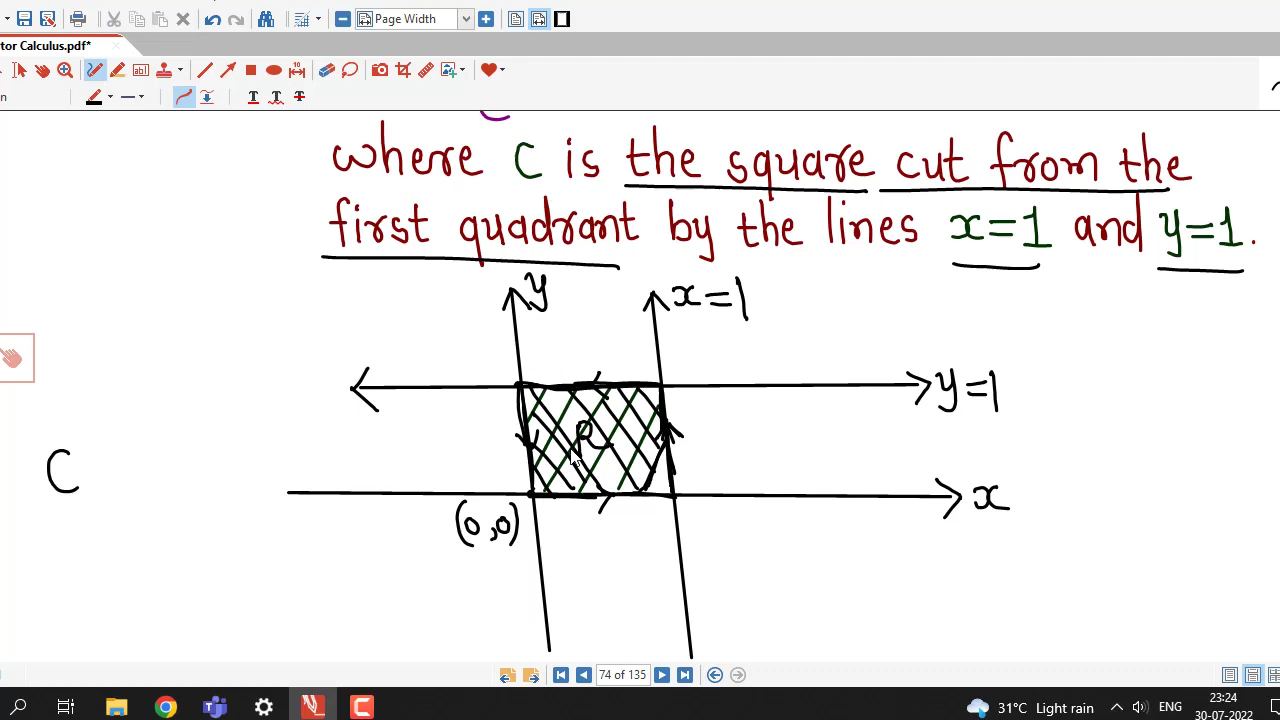 Page Width
tor Calculus.pdf*
where C is the square cut from the
first quadrant by the lines x=1 and y=1.
y
x=1
y=1
R
C
x
(0,0)
74 of 135
31°C Light rain
ENG
23:24
30-07-2022